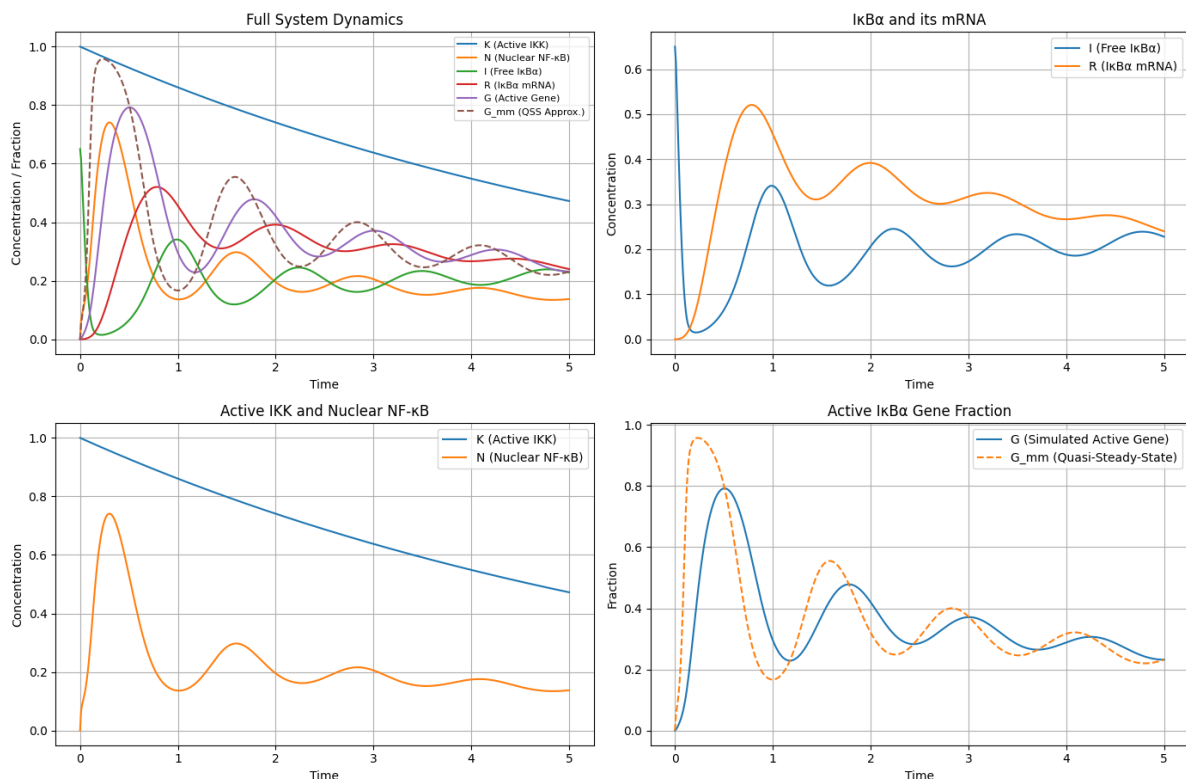 Full System Dynamics
Concentration / Fraction
1.0
0.8
0.6
0.4
0.2
0.0
0 1 2 3 4 5
Time
K (Active IKK)
N (Nuclear NF-κB)
I (Free IκBα)
R (IκBα mRNA)
G (Active Gene)
G_mm (QSS Approx.)
IκBα and its mRNA
Concentration
0.6
0.5
0.4
0.3
0.2
0.1
0.0
0 1 2 3 4 5
Time
I (Free IκBα)
R (IκBα mRNA)
Active IKK and Nuclear NF-κB
Concentration
1.0
0.8
0.6
0.4
0.2
0.0
0 1 2 3 4 5
Time
K (Active IKK)
N (Nuclear NF-κB)
Active IκBα Gene Fraction
Fraction
1.0
0.8
0.6
0.4
0.2
0.0
0 1 2 3 4 5
Time
G (Simulated Active Gene)
G_mm (Quasi-Steady-State)